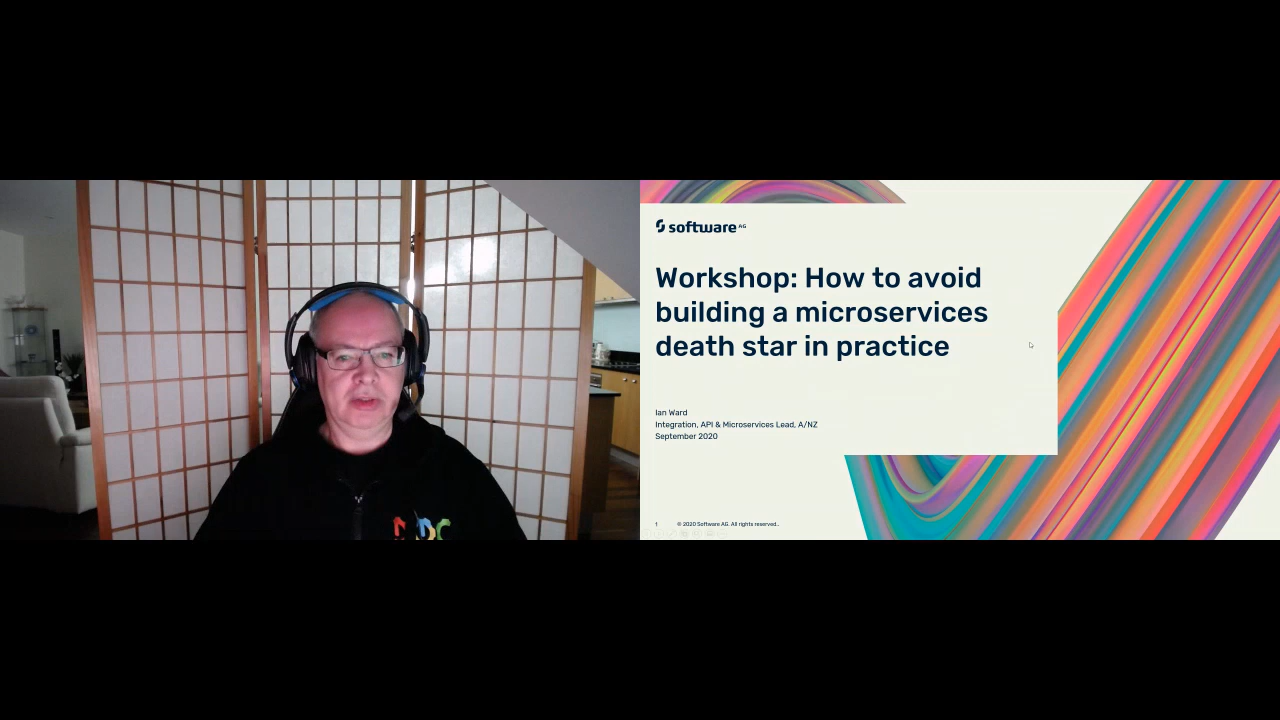 software AG
Workshop: How to avoid
building a microservices
death star in practice
Ian Ward
Integration, API & Microservices Lead, A/NZ
September 2020
1 © 2020 Software AG. All rights reserved..